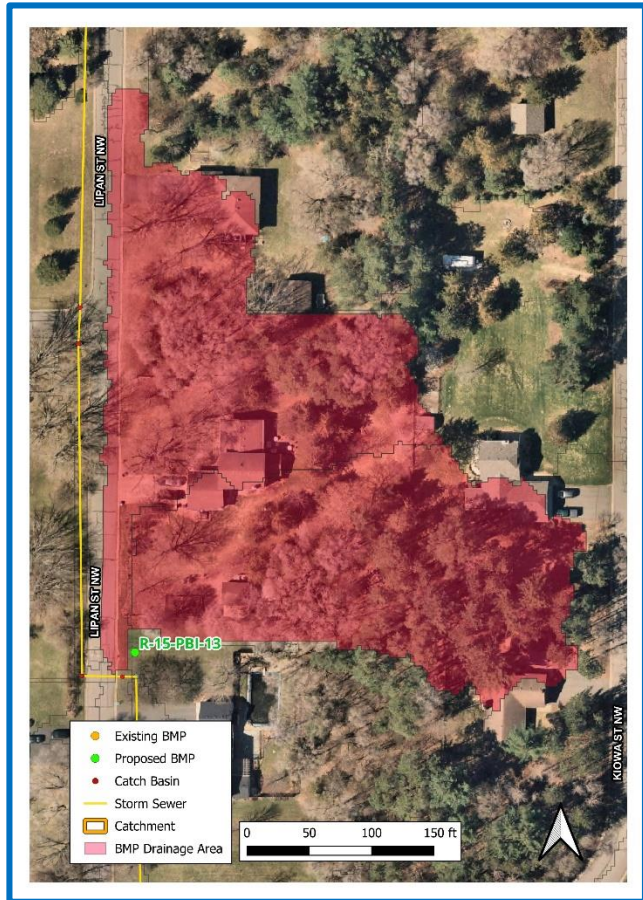 LIPAN ST NW
LIPAN ST NW
R-15-PBI-13
KIOWA ST NW
Existing BMP
Proposed BMP
Catch Basin
Storm Sewer
Catchment
BMP Drainage Area
0 50 100 150 ft